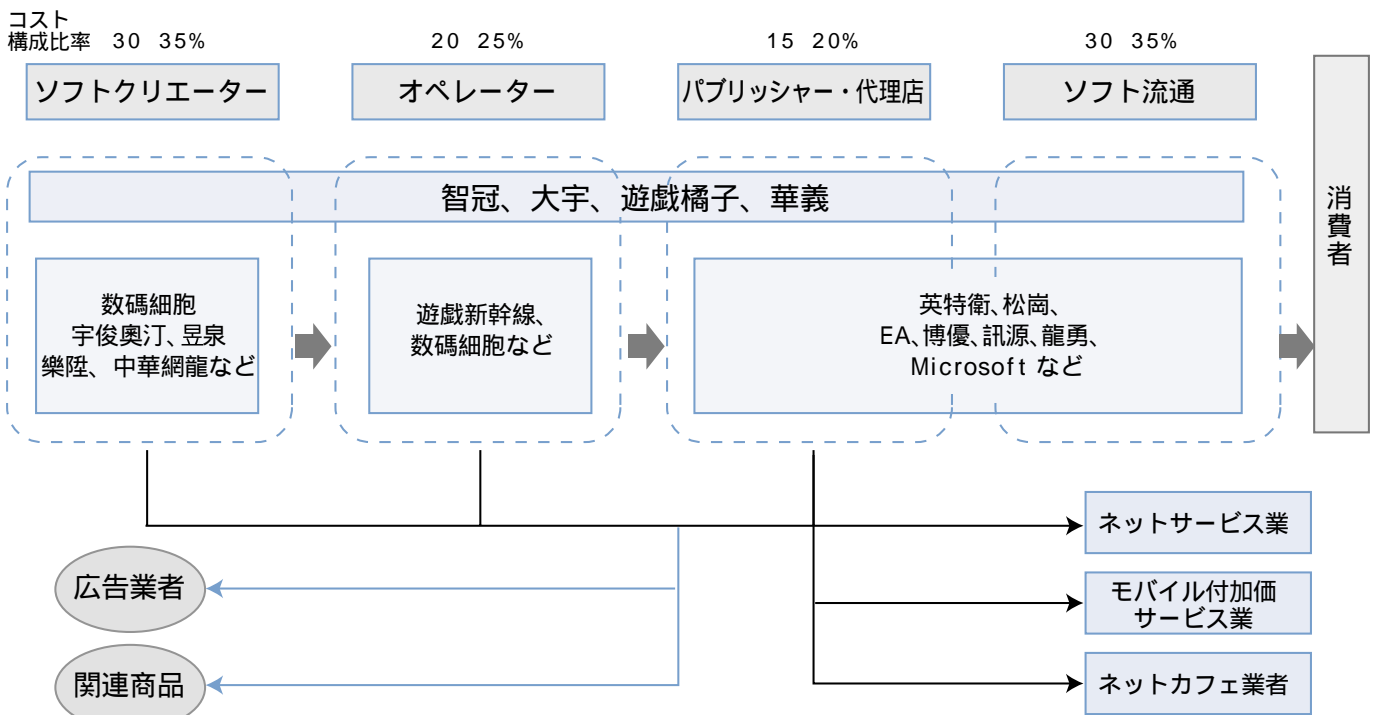 コスト
構成比率 30 35% 20 25% 15 20% 30 35%
ソフトクリエーター オペレーター パブリッシャー・代理店 ソフト流通
消費者
智冠、大宇、遊戯橘子、華義
数碼細胞
宇俊奧汀、昱泉
樂陞、中華網龍など
遊戯新幹線、
数碼細胞など
英特衛、松崗、
EA、博優、訊源、龍勇、
Microsoft など
ネットサービス業
広告業者
モバイル付加価
サービス業
関連商品
ネットカフェ業者